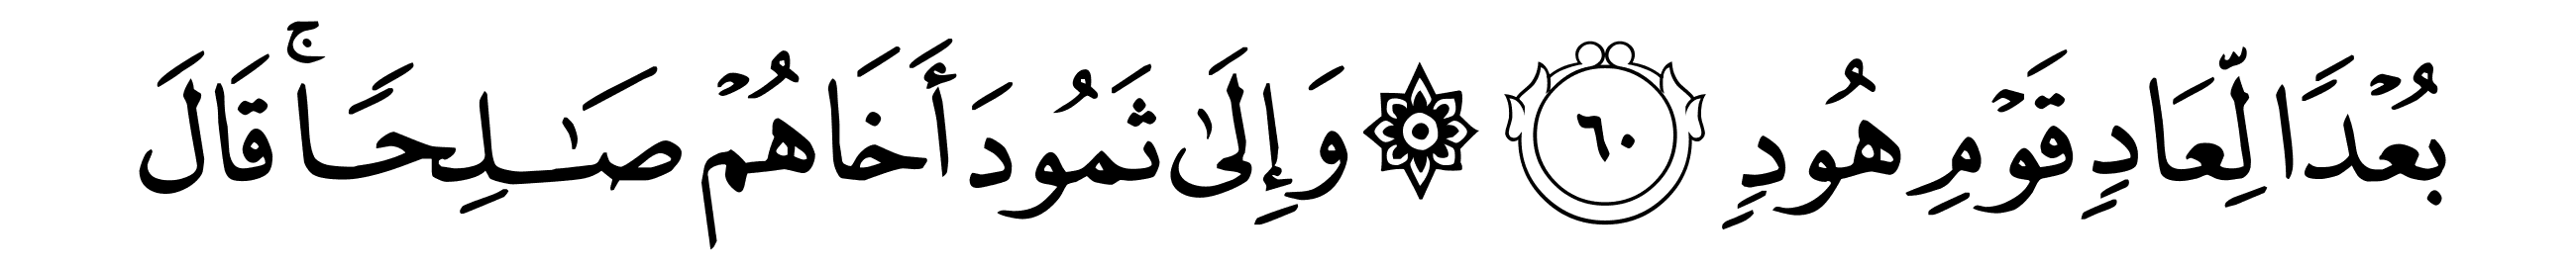 بُعْدًا لِّعَادٍ قَوْمِ هُودٍ ۝٦٠ ۞ وَإِلَىٰ ثَمُودَ أَخَاهُمْ صَـٰلِحًا ۚ قَالَ